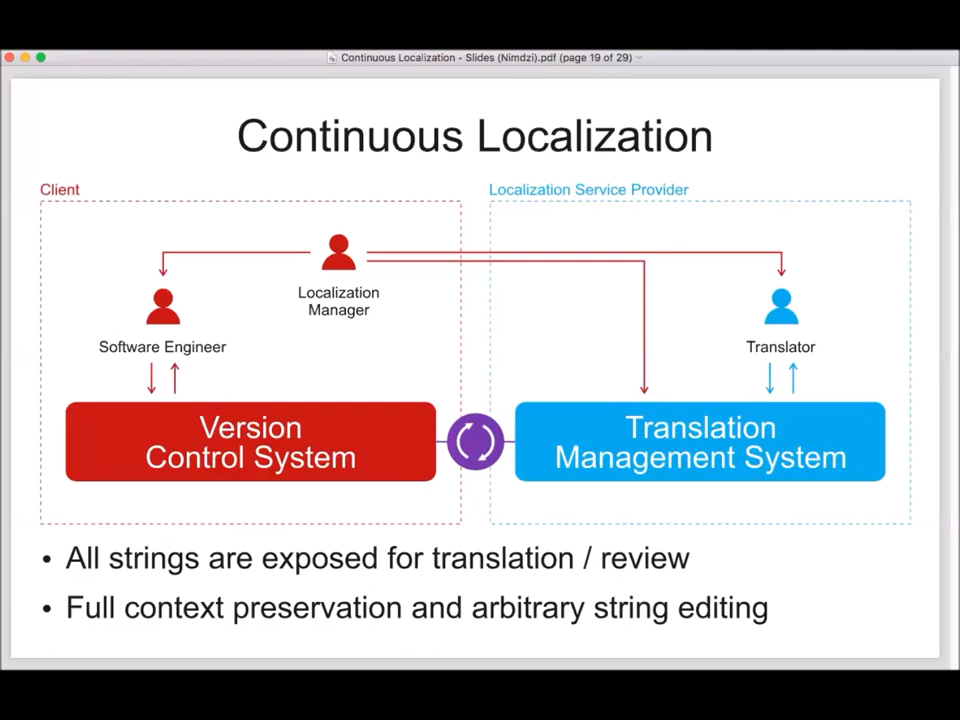 Continuous Localization - Slides (Nimdzi).pdf (page 19 of 29)
Continuous Localization
Client
Localization Service Provider
Localization
Manager
Software Engineer
Translator
Version
Control System
Translation
Management System
• All strings are exposed for translation / review
• Full context preservation and arbitrary string editing